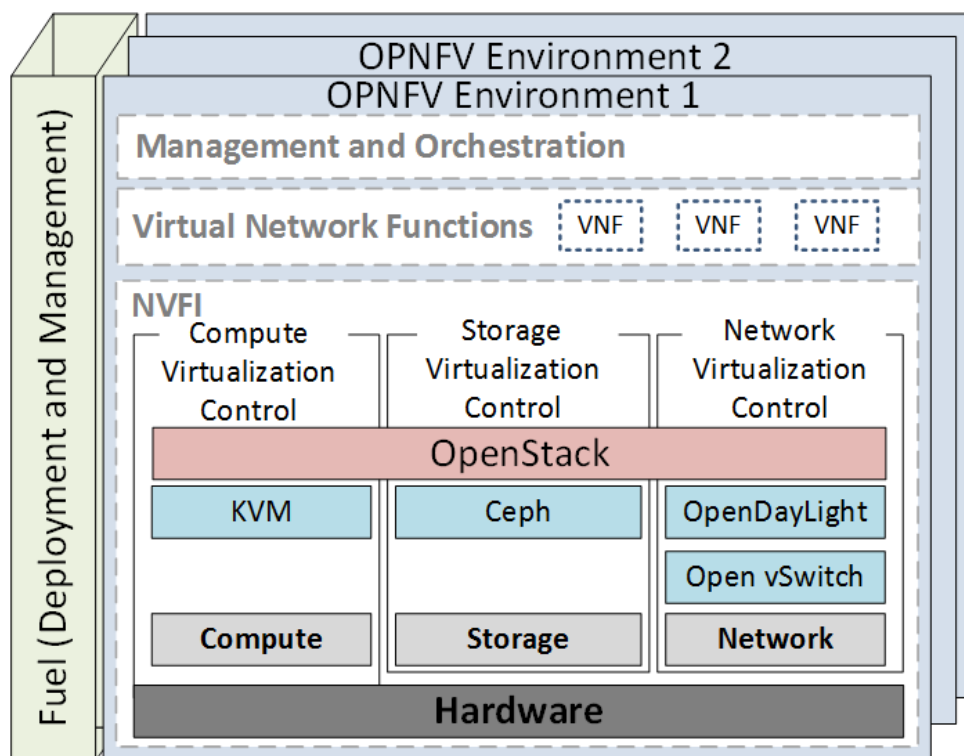 Fuel (Deployment and Management)
OPNFV Environment 2
OPNFV Environment 1
Management and Orchestration
Virtual Network Functions
VNF
VNF
VNF
NVFI
Compute
Virtualization
Control
Storage
Virtualization
Control
Network
Virtualization
Control
OpenStack
KVM
Ceph
OpenDayLight
Open vSwitch
Compute
Storage
Network
Hardware